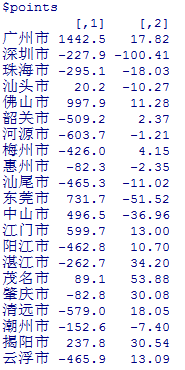 $points
[,1] [,2]
广州市 1442.5 17.82
深圳市 -227.9 -100.41
珠海市 -295.1 -18.03
汕头市 20.2 -10.27
佛山市 997.9 11.28
韶关市 -509.2 2.37
河源市 -603.7 -1.21
梅州市 -426.0 4.15
惠州市 -82.3 -2.35
汕尾市 -465.3 -11.02
东莞市 731.7 -51.52
中山市 496.5 -36.96
江门市 599.7 13.00
阳江市 -462.8 10.70
湛江市 -262.7 34.20
茂名市 89.1 53.88
肇庆市 -82.8 30.08
清远市 -579.0 18.05
潮州市 -152.6 -7.40
揭阳市 237.8 30.54
云浮市 -465.9 13.09